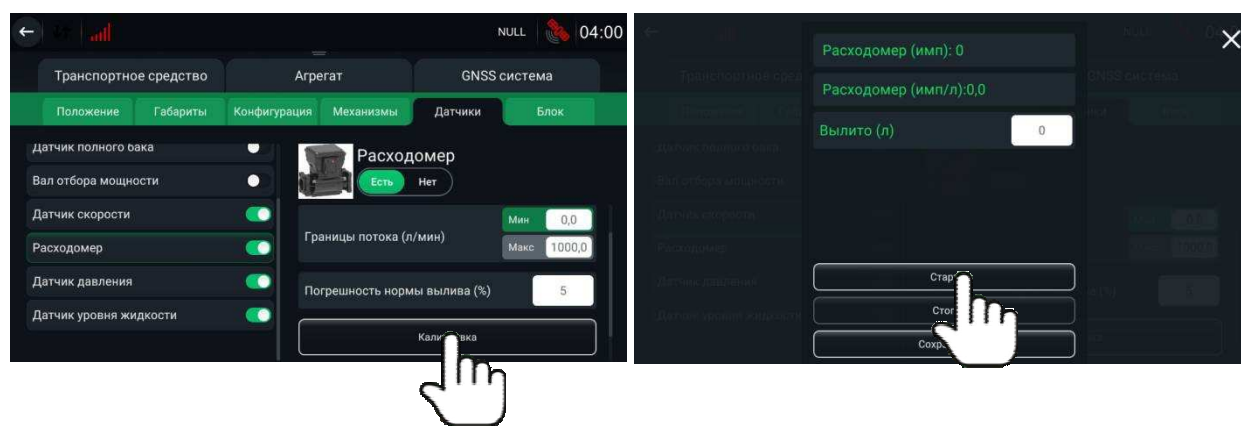 NULL 04:00
Транспортное средство Агрегат GNSS система
Положение Габариты Конфигурация Механизмы Датчики Блок
Датчик полного бака
Вал отбора мощности
Датчик скорости
Расходомер
Датчик давления
Датчик уровня жидкости
Расходомер
Есть Нет
Границы потока (л/мин)
Мин 0,0
Макс 1000,0
Погрешность нормы вылива (%) 5
Расходомер (имп): 0
Расходомер (имп/л):0,0
Вылито (л) 0